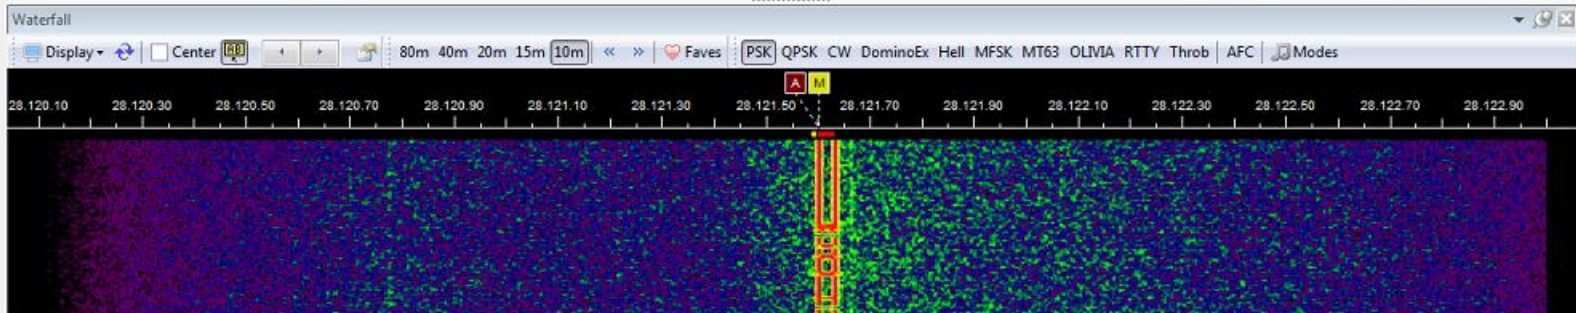 Waterfall
Display Center 80m 40m 20m 15m 10m Faves PSK QPSK CW DominoEx Hell MFSK MT63 OLIVIA RTTY Throb AFC Modes
A M
28.120.10 28.120.30 28.120.50 28.120.70 28.120.90 28.121.10 28.121.30 28.121.50 28.121.70 28.121.90 28.122.10 28.122.30 28.122.50 28.122.70 28.122.90